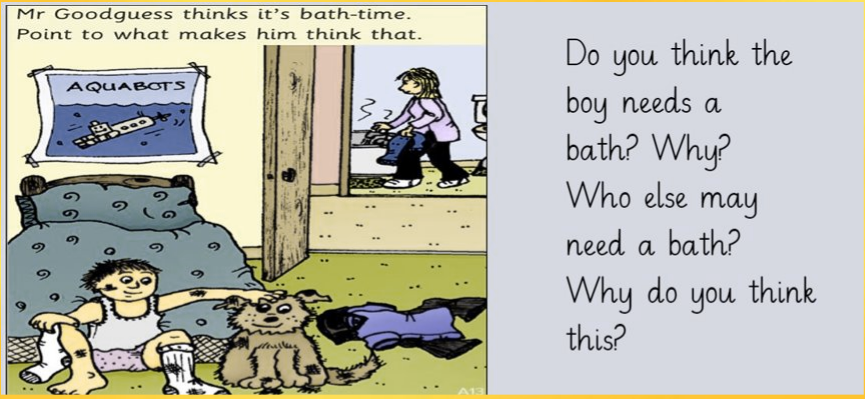 Mr Goodguess thinks it's bath-time.
Point to what makes him think that.
AQUABOTS
A13
Do you think the
boy needs a
bath? Why?
Who else may
need a bath?
Why do you think
this?